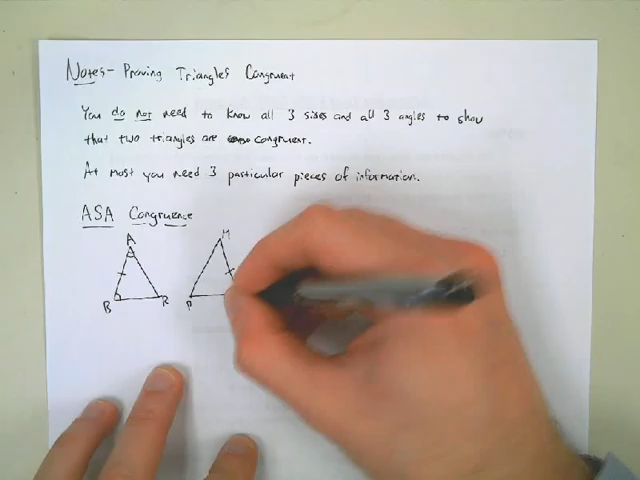 Notes- Proving Triangles Congruent
You do not need to know all 3 sides and all 3 angles to show
that two triangles are congruent.
At most you need 3 particular pieces of information.
ASA Congruence
A M
B R P